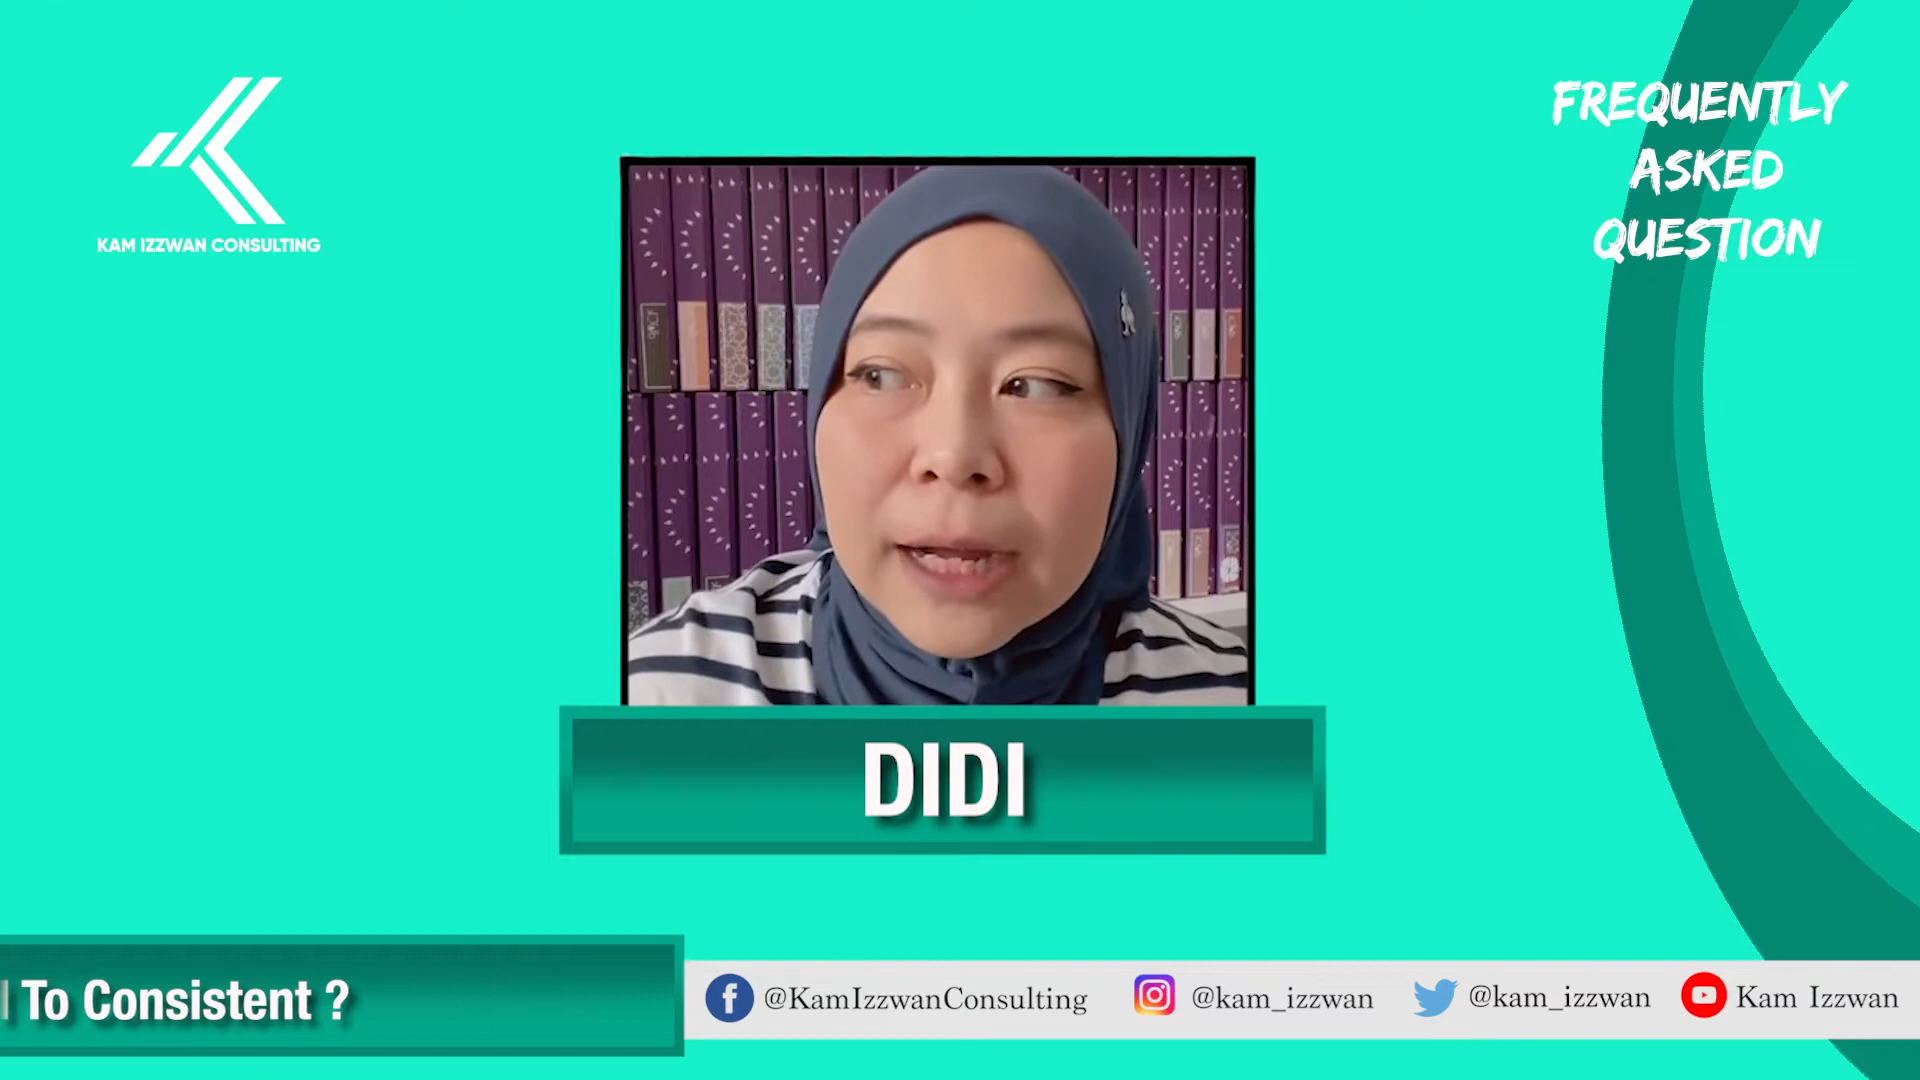 KAM IZZWAN CONSULTING
FREQUENTLY
ASKED
QUESTION
DIDI
To Consistent ?
@KamIzzwanConsulting
@kam_izzwan
@kam_izzwan
Kam Izzwan